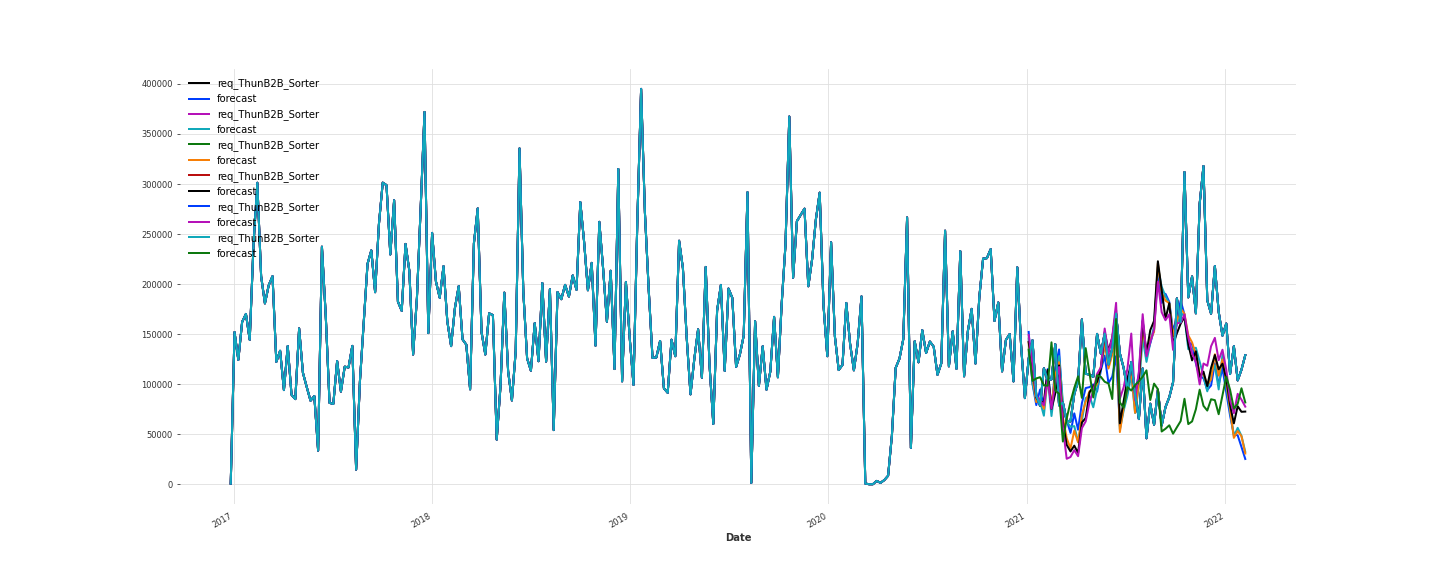 400000
350000
300000
250000
200000
150000
100000
50000
0
req_ThunB2B_Sorter
forecast
req_ThunB2B_Sorter
forecast
req_ThunB2B_Sorter
forecast
req_ThunB2B_Sorter
forecast
req_ThunB2B_Sorter
forecast
req_ThunB2B_Sorter
forecast
2017
2018
2019
2020
2021
2022
Date